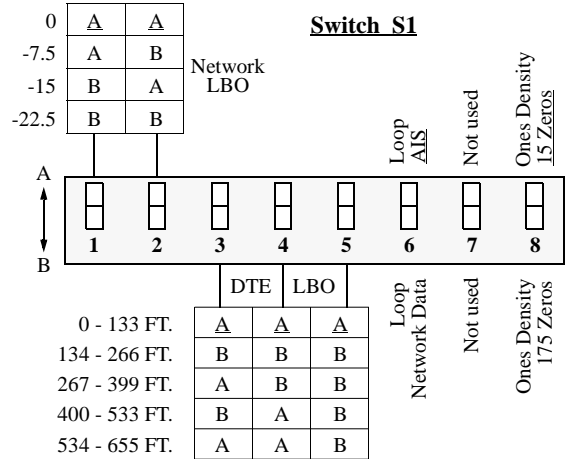 Switch S1
0 A A
-7.5 A B
-15 B A
-22.5 B B
Network
LBO
Loop
AIS
Not used
Ones Density
15 Zeros
A
B
1 2 3 4 5 6 7 8
DTE LBO
0 - 133 FT. A A A
134 - 266 FT. B B B
267 - 399 FT. A B B
400 - 533 FT. B A B
534 - 655 FT. A A B
Loop
Network Data
Not used
Ones Density
175 Zeros